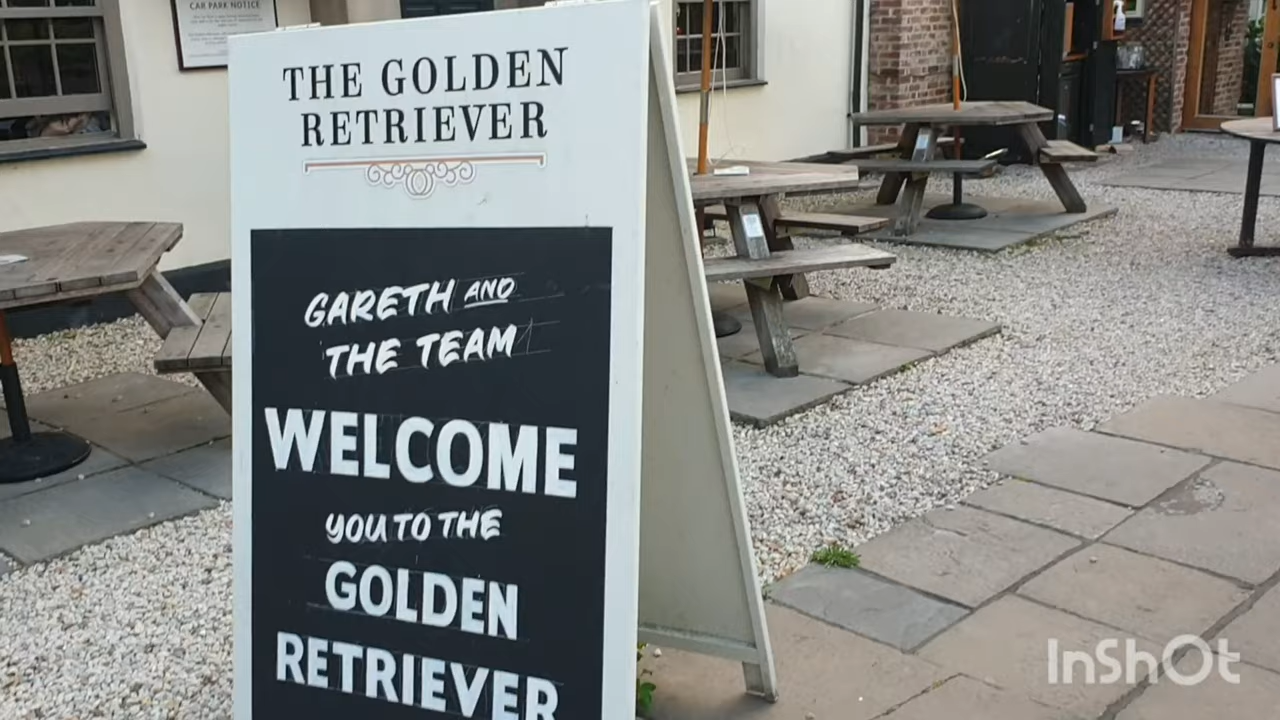 CAR PARK NOTICE
THE GOLDEN
RETRIEVER
GARETH AND
THE TEAM
WELCOME
YOU TO THE
GOLDEN
RETRIEVER
InShOt